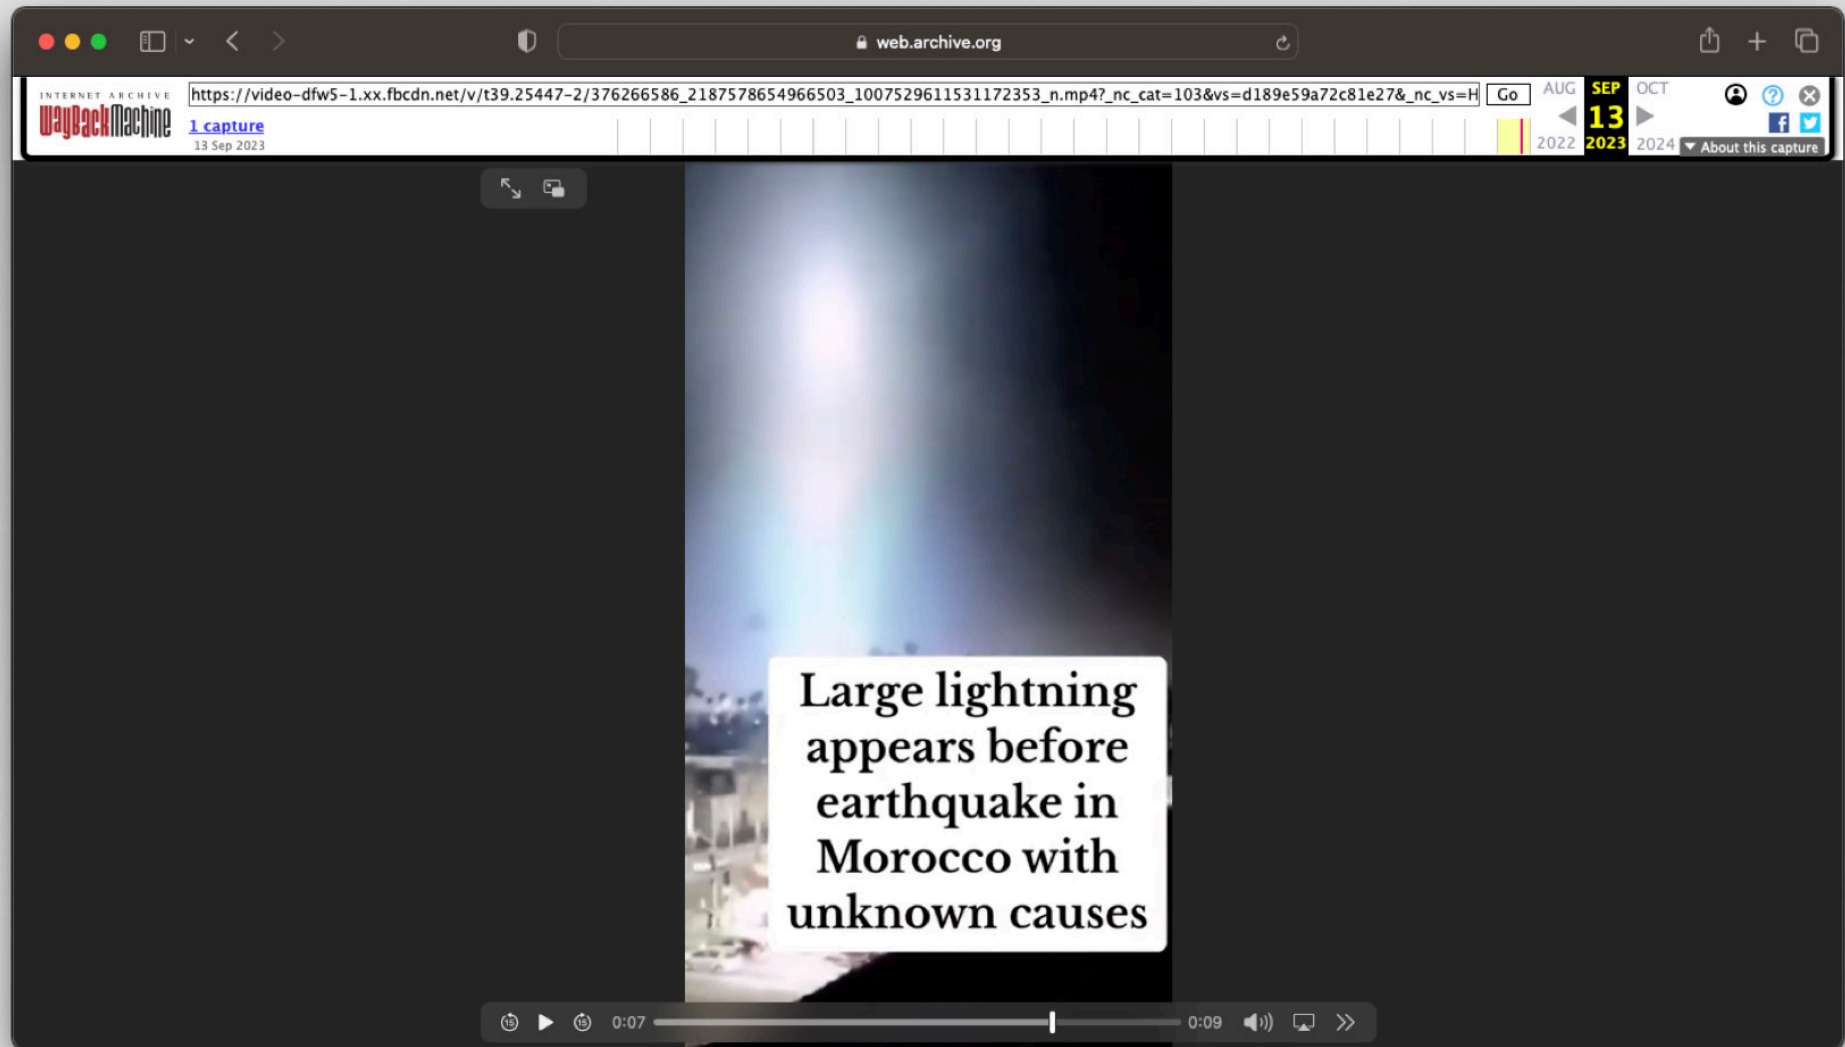 web.archive.org
INTERNET ARCHIVE
WayBackMachine
https://video-dfw5-1.xx.fbcdn.net/v/t39.25447-2/376266586_2187578654966503_1007529611531172353_n.mp4?_nc_cat=103&vs=d189e59a72c81e27&_nc_vs=H
Go
1 capture
13 Sep 2023
AUG
SEP
OCT
13
2022
2023
2024
About this capture
Large lightning
appears before
earthquake in
Morocco with
unknown causes
15
15
0:07
0:09